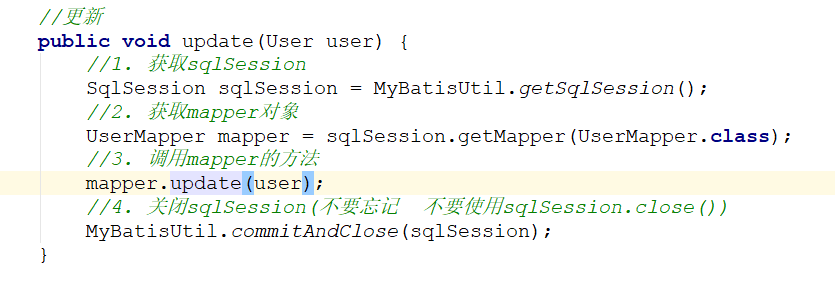 //更新
public void update(User user) {
//1. 获取sqlSession
SqlSession sqlSession = MyBatisUtil.getSqlSession();
//2. 获取mapper对象
UserMapper mapper = sqlSession.getMapper(UserMapper.class);
//3. 调用mapper的方法
mapper.update(user);
//4. 关闭sqlSession(不要忘记  不要使用sqlSession.close())
MyBatisUtil.commitAndClose(sqlSession);
}